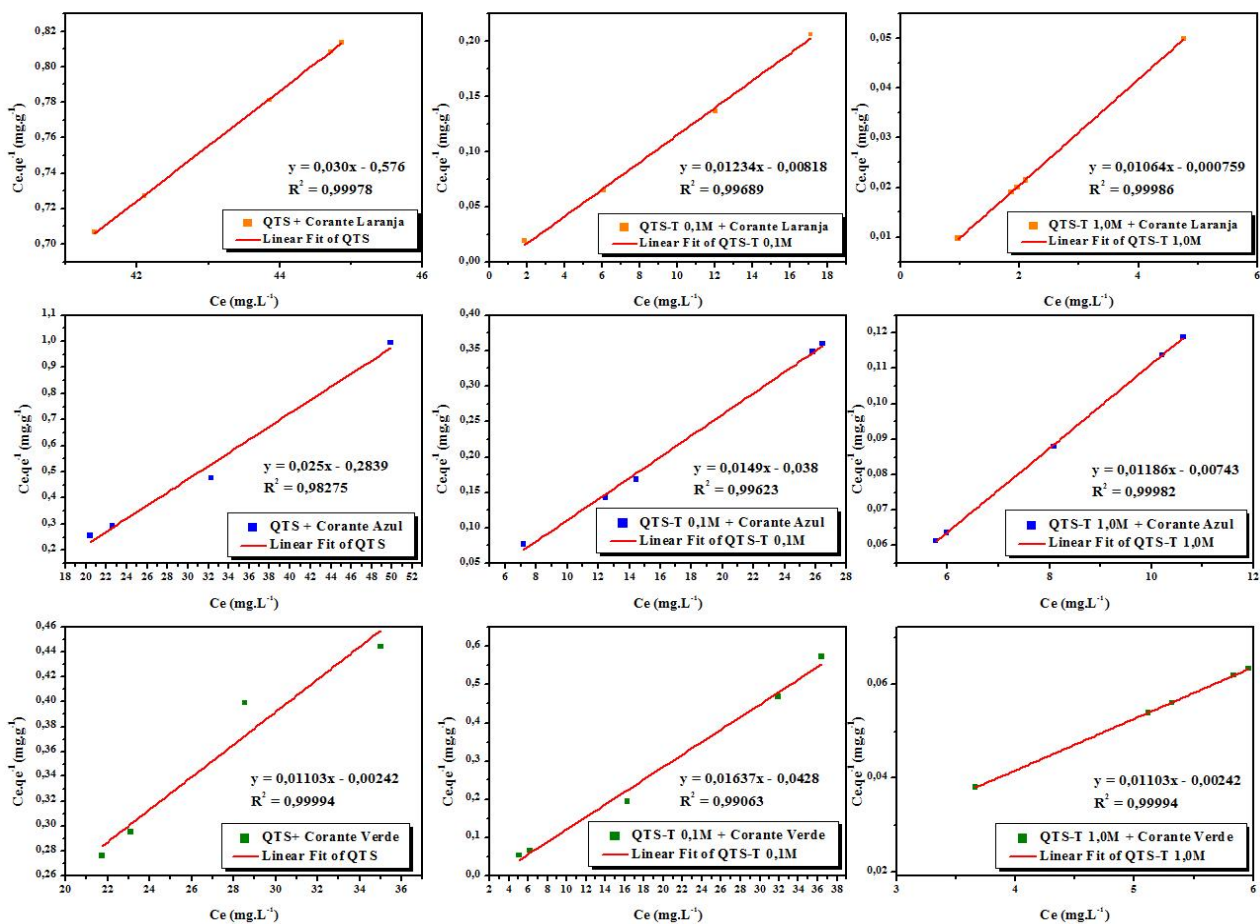 0,82
0,80
0,78
0,76
0,74
0,72
0,70
Ce.qe⁻¹ (mg.g⁻¹)
y = 0,030x - 0,576
R² = 0,99978
QTS + Corante Laranja
Linear Fit of QTS
42 44 46
Ce (mg.L⁻¹)
0,20
0,15
0,10
0,05
0,00
Ce.qe⁻¹ (mg.g⁻¹)
y = 0,01234x - 0,00818
R² = 0,99689
QTS-T 0,1M + Corante Laranja
Linear Fit of QTS-T 0,1M
0 2 4 6 8 10 12 14 16 18
Ce (mg.L⁻¹)
0,05
0,04
0,03
0,02
0,01
Ce.qe⁻¹ (mg.g⁻¹)
y = 0,01064x - 0,000759
R² = 0,99986
QTS-T 1,0M + Corante Laranja
Linear Fit of QTS-T 1,0M
0 2 4 6
Ce (mg.L⁻¹)
1,1
1,0
0,9
0,8
0,7
0,6
0,5
0,4
0,3
0,2
Ce.qe⁻¹ (mg.g⁻¹)
y = 0,025x - 0,2839
R² = 0,98275
QTS + Corante Azul
Linear Fit of QTS
18 20 22 24 26 28 30 32 34 36 38 40 42 44 46 48 50 52
Ce (mg.L⁻¹)
0,40
0,35
0,30
0,25
0,20
0,15
0,10
0,05
Ce.qe⁻¹ (mg.g⁻¹)
y = 0,0149x - 0,038
R² = 0,99623
QTS-T 0,1M + Corante Azul
Linear Fit of QTS-T 0,1M
6 8 10 12 14 16 18 20 22 24 26 28
Ce (mg.L⁻¹)
0,12
0,11
0,10
0,09
0,08
0,07
0,06
Ce.qe⁻¹ (mg.g⁻¹)
y = 0,01186x - 0,00743
R² = 0,99982
QTS-T 1,0M + Corante Azul
Linear Fit of QTS-T 1,0M
6 8 10 12
Ce (mg.L⁻¹)
0,46
0,44
0,42
0,40
0,38
0,36
0,34
0,32
0,30
0,28
0,26
Ce.qe⁻¹ (mg.g⁻¹)
y = 0,01103x - 0,00242
R² = 0,99994
QTS+ Corante Verde
Linear Fit of QTS
20 22 24 26 28 30 32 34 36
Ce (mg.L⁻¹)
0,6
0,5
0,4
0,3
0,2
0,1
0,0
Ce.qe⁻¹ (mg.g⁻¹)
y = 0,01637x - 0,0428
R² = 0,99063
QTS-T 0,1M + Corante Verde
Linear Fit of QTS-T 0,1M
2 4 6 8 10 12 14 16 18 20 22 24 26 28 30 32 34 36 38
Ce (mg.L⁻¹)
0,06
0,04
0,02
Ce.qe⁻¹ (mg.g⁻¹)
y = 0,01103x - 0,00242
R² = 0,99994
QTS-T 1,0M + Corante Verde
Linear Fit of QTS-T 1,0M
3 4 5 6
Ce (mg.L⁻¹)